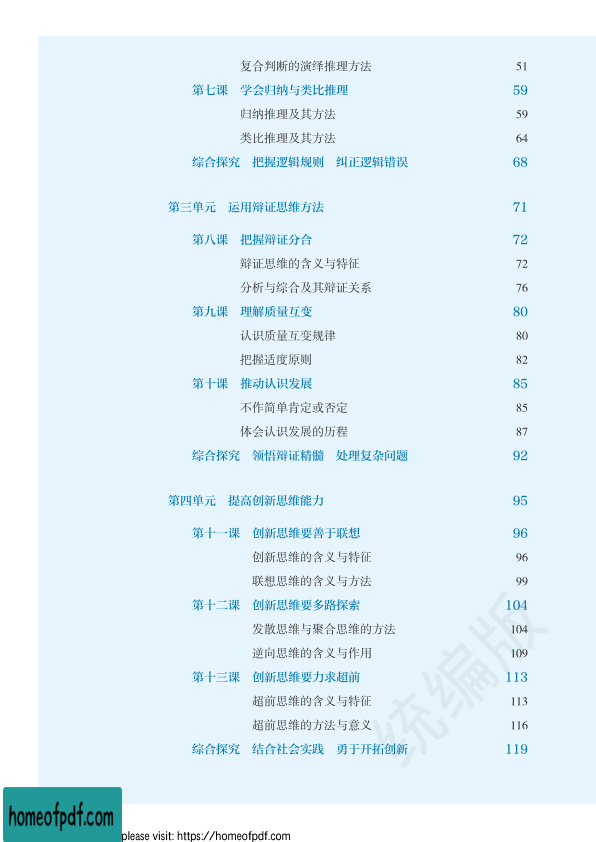 复合判断的演绎推理方法 51
第七课 学会归纳与类比推理 59
归纳推理及其方法 59
类比推理及其方法 64
综合探究 把握逻辑规则 纠正逻辑错误 68
第三单元 运用辩证思维方法 71
第八课 把握辩证分合 72
辩证思维的含义与特征 72
分析与综合及其辩证关系 76
第九课 理解质量互变 80
认识质量互变规律 80
把握适度原则 82
第十课 推动认识发展 85
不作简单肯定或否定 85
体会认识发展的历程 87
综合探究 领悟辩证精髓 处理复杂问题 92
第四单元 提高创新思维能力 95
第十一课 创新思维要善于联想 96
创新思维的含义与特征 96
联想思维的含义与方法 99
第十二课 创新思维要多路探索 104
发散思维与聚合思维的方法 104
逆向思维的含义与作用 109
第十三课 创新思维要力求超前 113
超前思维的含义与特征 113
超前思维的方法与意义 116
综合探究 结合社会实践 勇于开拓创新 119
统编版
homeofpdf.com
please visit: https://homeofpdf.com